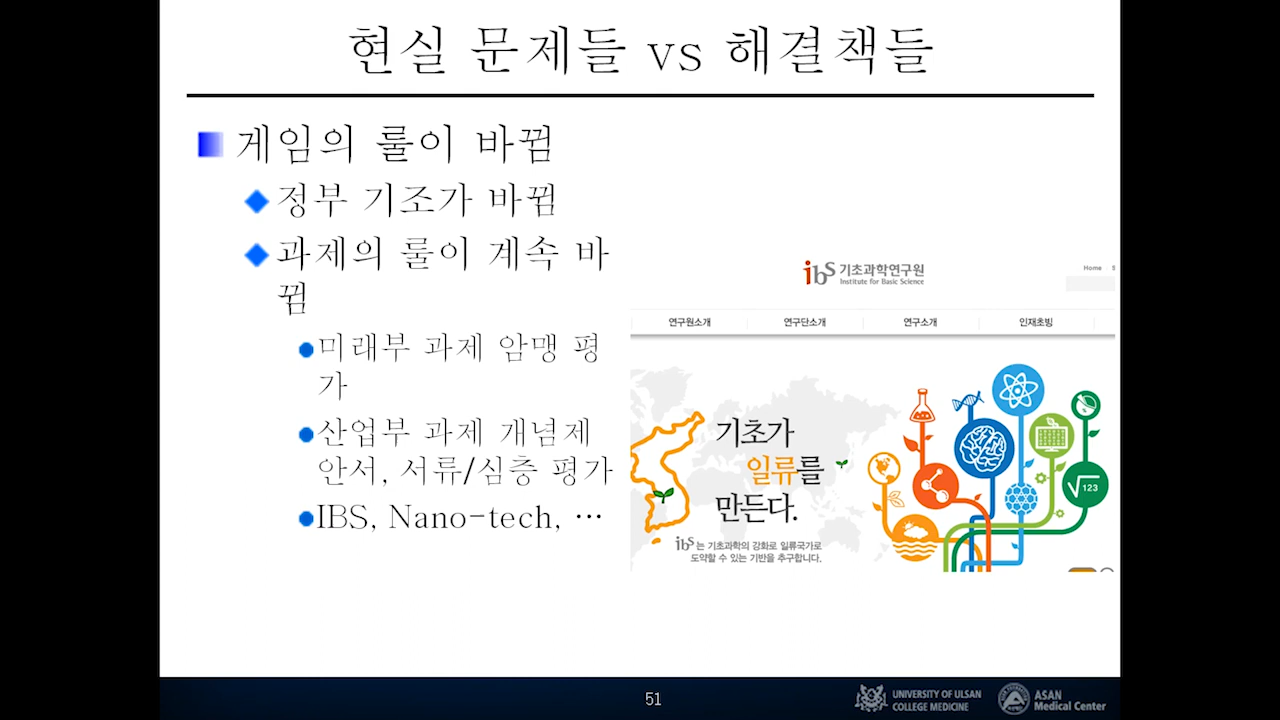 현실 문제들 vs 해결책들
게임의 룰이 바뀜
정부 기조가 바뀜
과제의 룰이 계속 바
뀜
미래부 과제 암맹 평
가
산업부 과제 개념제
안서, 서류/심층 평가
IBS, Nano-tech, …
ibs 기초과학연구원
Institute for Basic Science
Home S
연구원소개 연구단소개 연구소개 인재초빙
기초가
일류를
만든다.
ibs는 기초과학의 강화로 일류국가로
도약할 수 있는 기반을 추구합니다.
√123
51
UNIVERSITY OF ULSAN
COLLEGE MEDICINE
ASAN
Medical Center